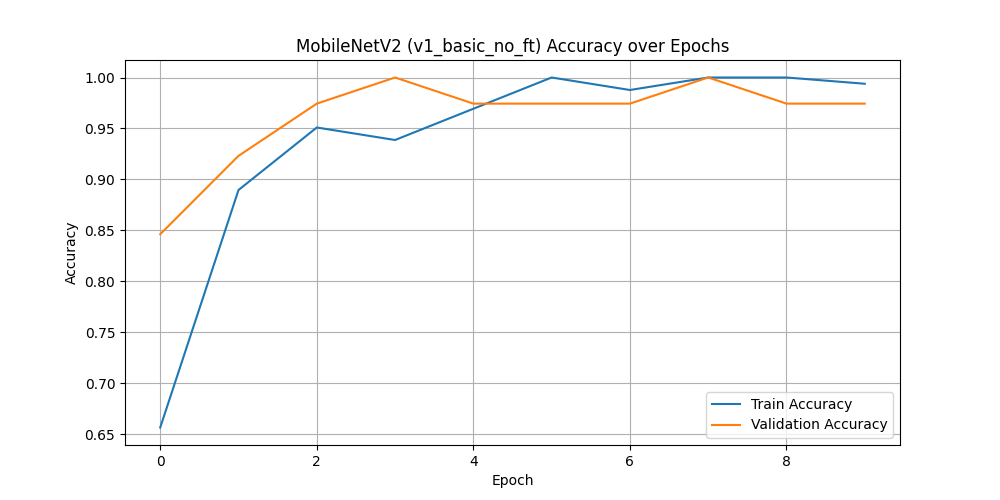 MobileNetV2 (v1_basic_no_ft) Accuracy over Epochs
1.00
0.95
0.90
0.85
0.80
0.75
0.70
0.65
Accuracy
0 2 4 6 8
Epoch
Train Accuracy
Validation Accuracy